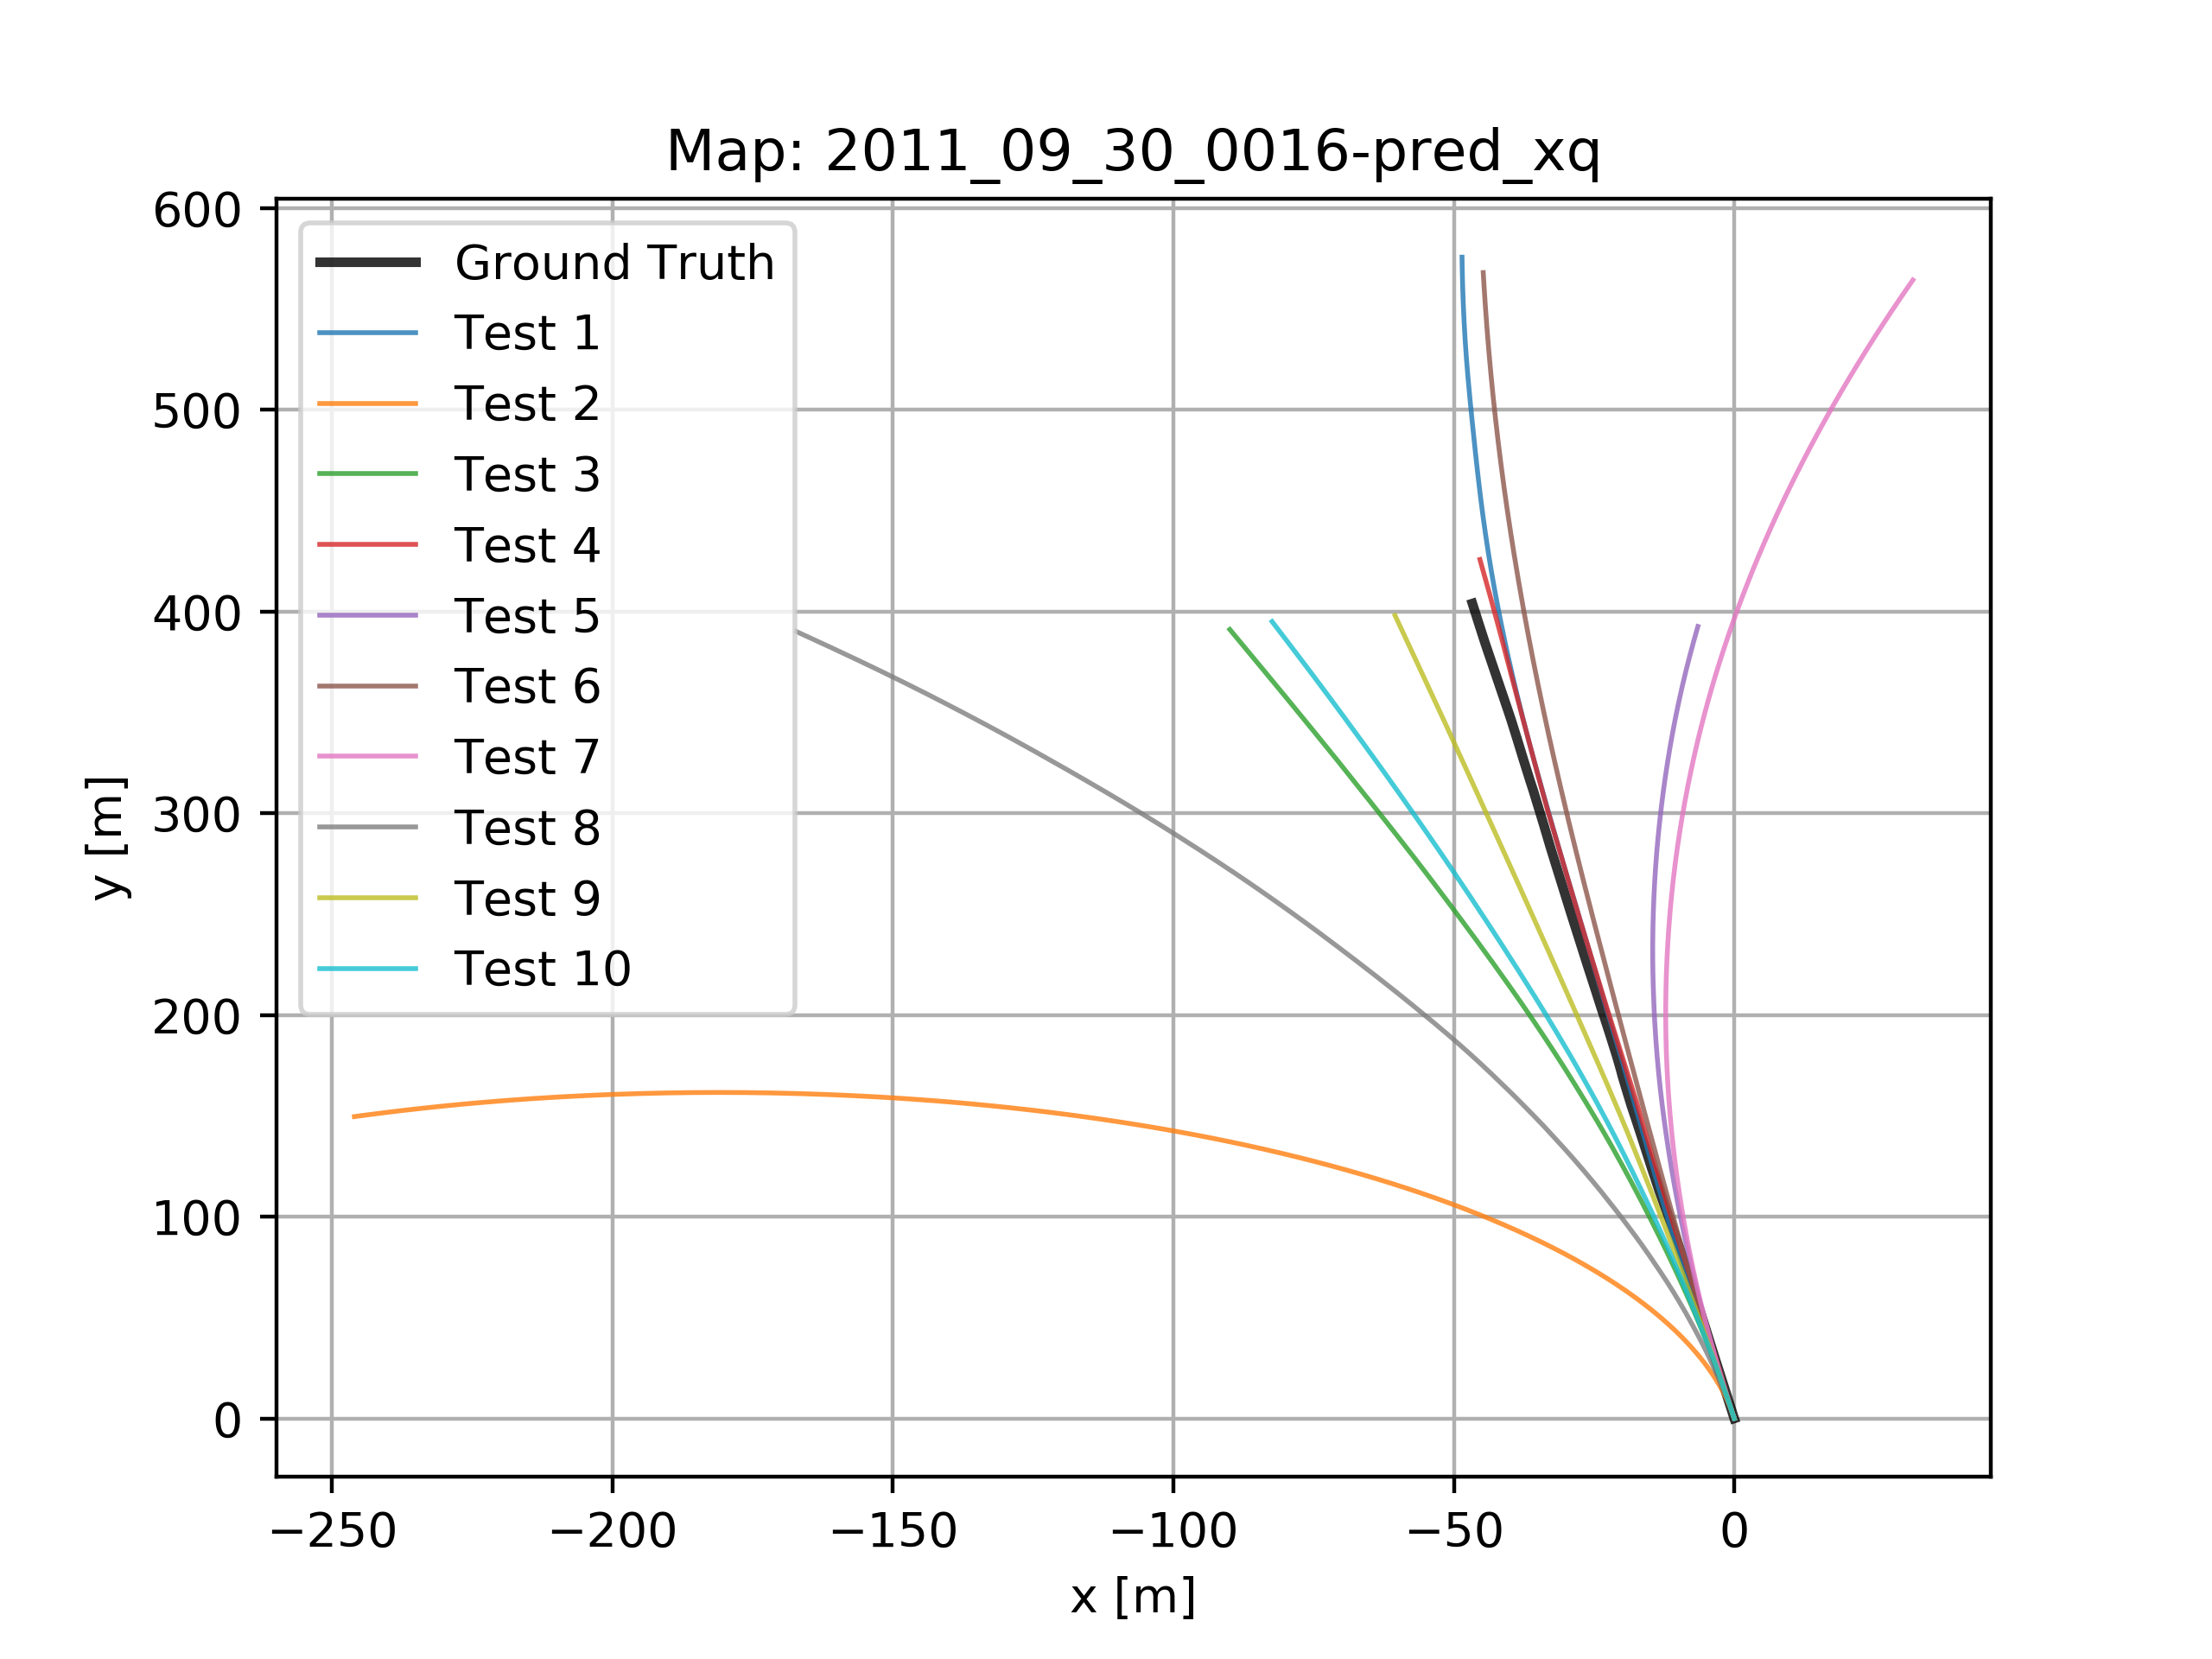 Map: 2011_09_30_0016-pred_xq
600
500
400
300
200
100
0
y [m]
Ground Truth
Test 1
Test 2
Test 3
Test 4
Test 5
Test 6
Test 7
Test 8
Test 9
Test 10
−250
−200
−150
−100
−50
0
x [m]